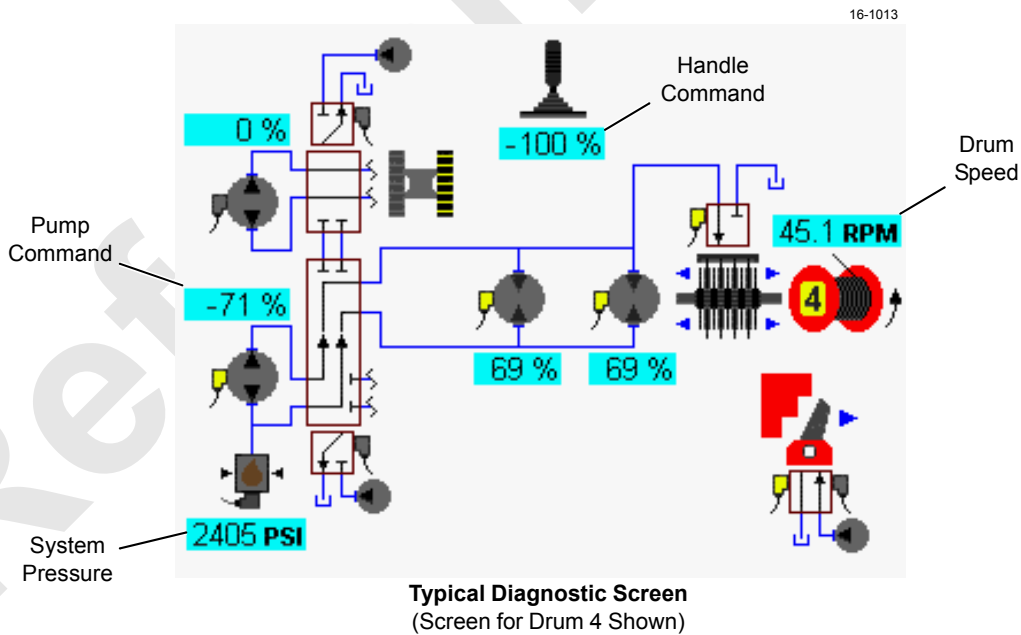 16-1013
Handle
Command
0 %
-100 %
Drum
Speed
Pump
Command
45.1 RPM
-71 %
4
69 %
69 %
2405 PSI
System
Pressure
Typical Diagnostic Screen
(Screen for Drum 4 Shown)